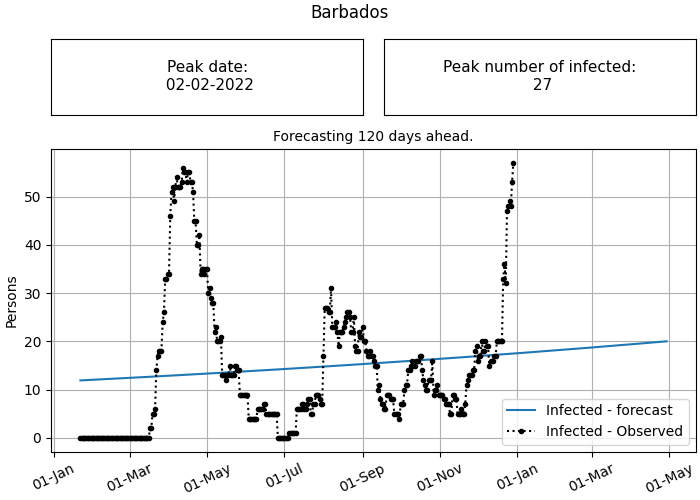 Barbados
Peak date:
02-02-2022
Peak number of infected:
27
Forecasting 120 days ahead.
Persons
50
40
30
20
10
0
Infected - forecast
Infected - Observed
01-Jan
01-Mar
01-May
01-Jul
01-Sep
01-Nov
01-Jan
01-Mar
01-May